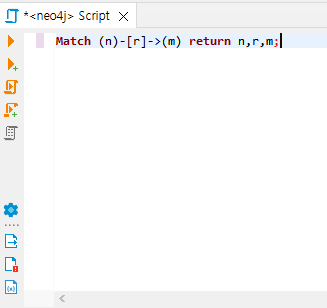 *<neo4j> Script
Match (n)-[r]->(m) return n,r,m;